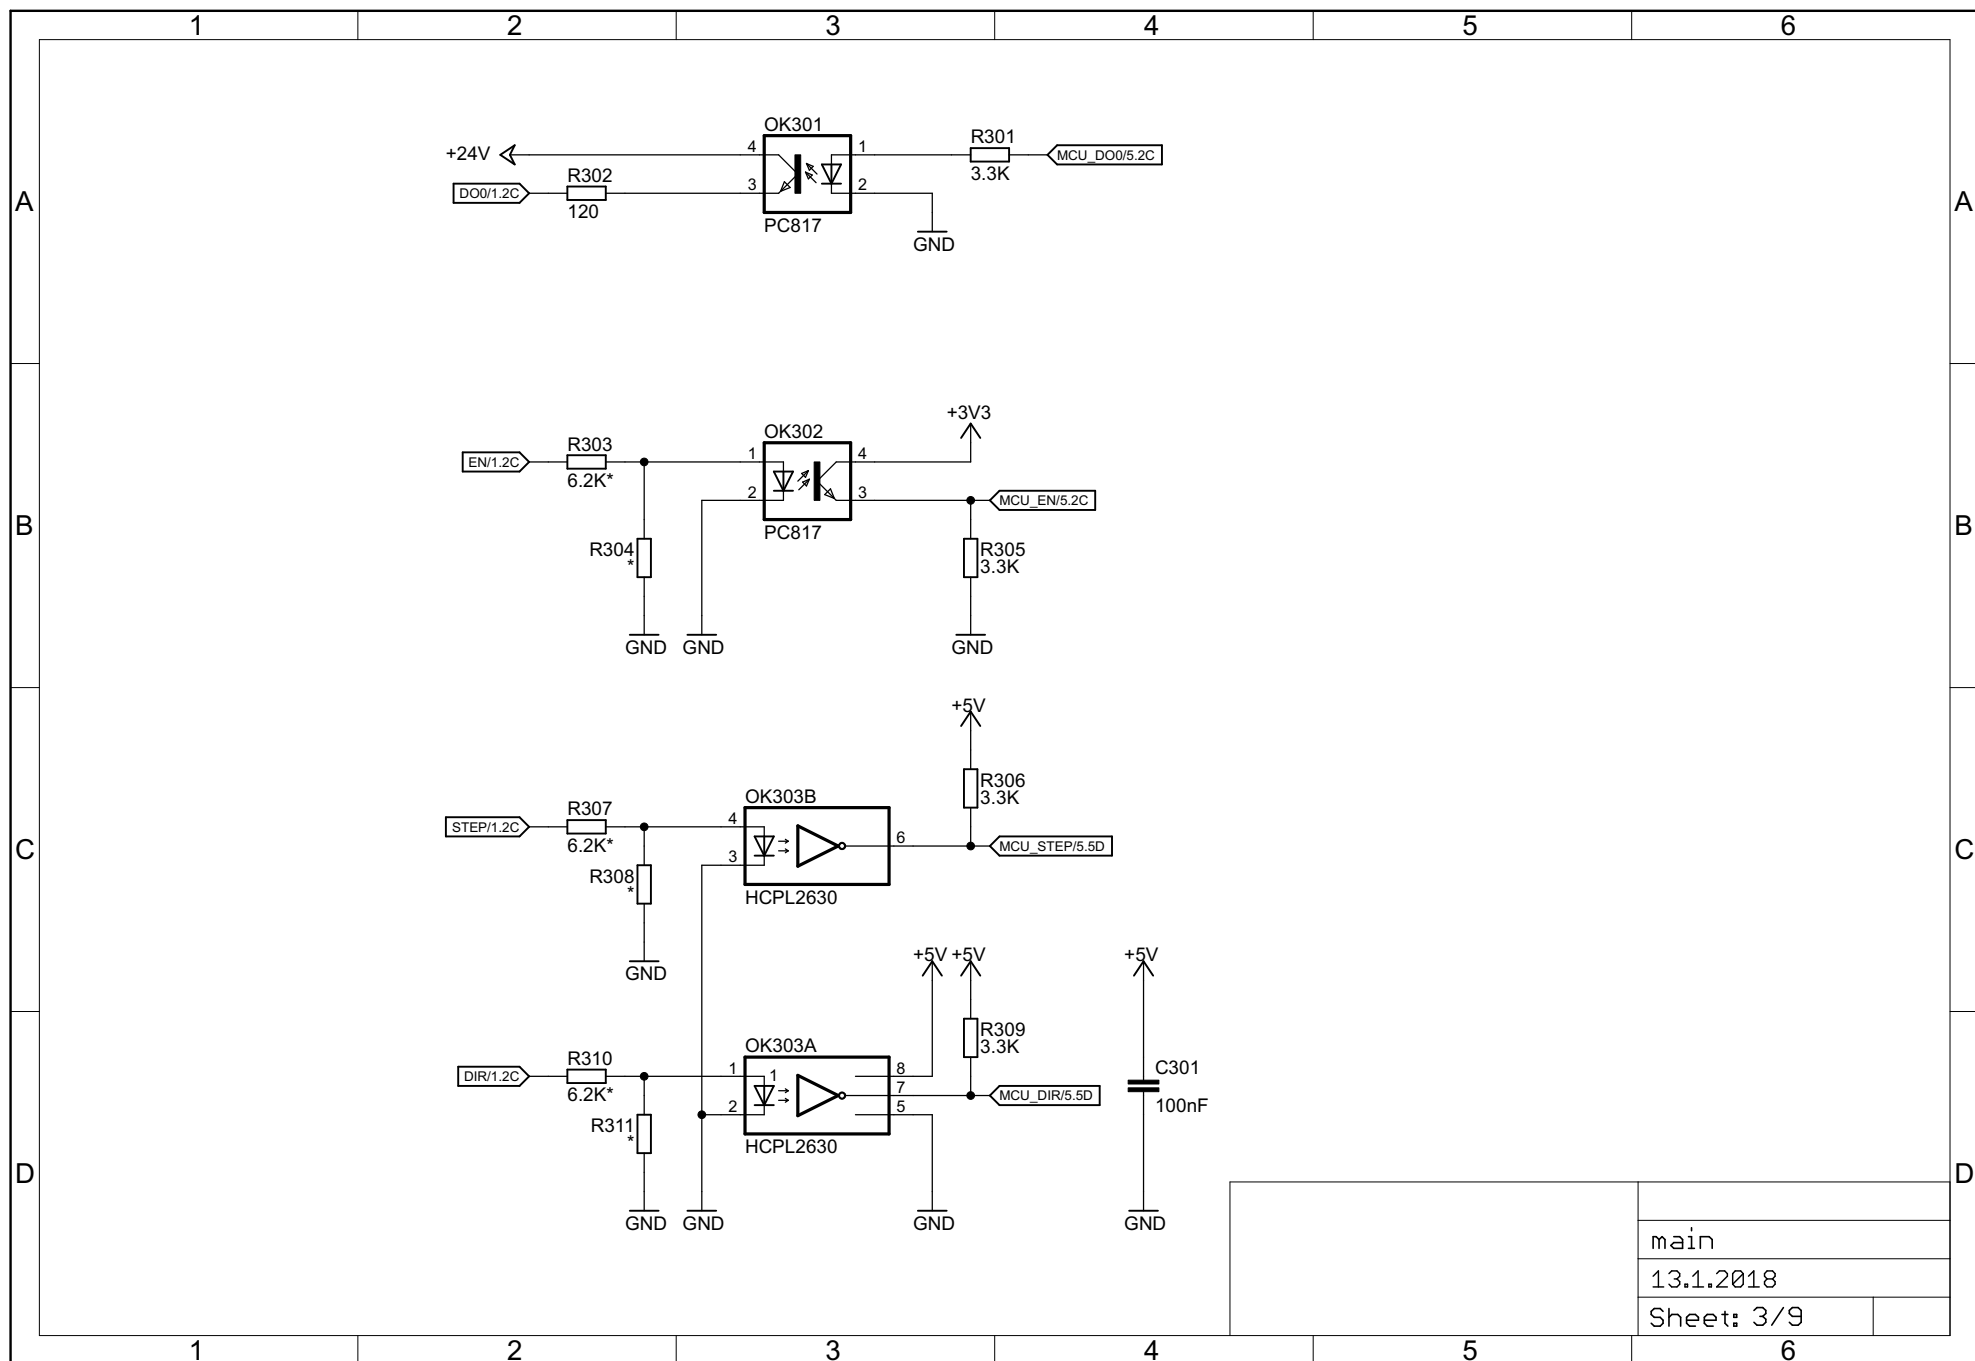 1 2 3 4 5 6
A A
OK301
+24V 4 1 R301 MCU_DO0/5.2C
3.3K
R302
DO0/1.2C 3 2
120
PC817
GND
+3V3
OK302
R303
EN/1.2C 1 4
6.2K*
2 3 MCU_EN/5.2C
B B
PC817
R304 R305
* 3.3K
GND GND GND
+5V
R306
3.3K
OK303B
R307
STEP/1.2C 4
6.2K*
6 MCU_STEP/5.5D
C C
3
R308
*
HCPL2630
GND
+5V +5V +5V
R309
3.3K
OK303A
R310
DIR/1.2C 1 1 8 C301
6.2K* 7 MCU_DIR/5.5D
2 5 100nF
R311
*
HCPL2630
D D
GND GND GND GND
main
13.1.2018
Sheet: 3/9
1 2 3 4 5 6